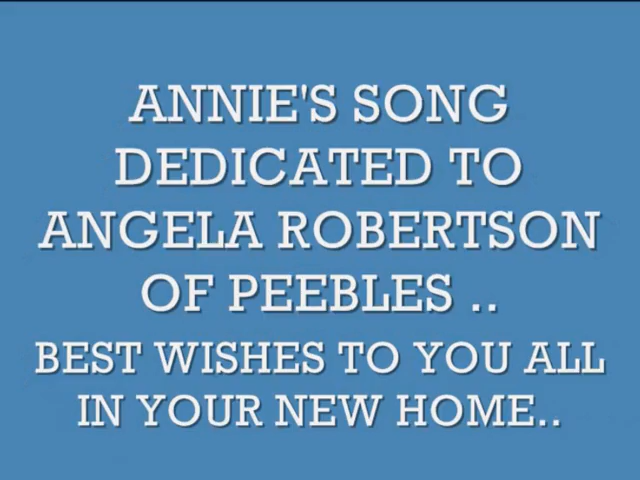 ANNIE'S SONG
DEDICATED TO
ANGELA ROBERTSON
OF PEEBLES ..
BEST WISHES TO YOU ALL
IN YOUR NEW HOME..